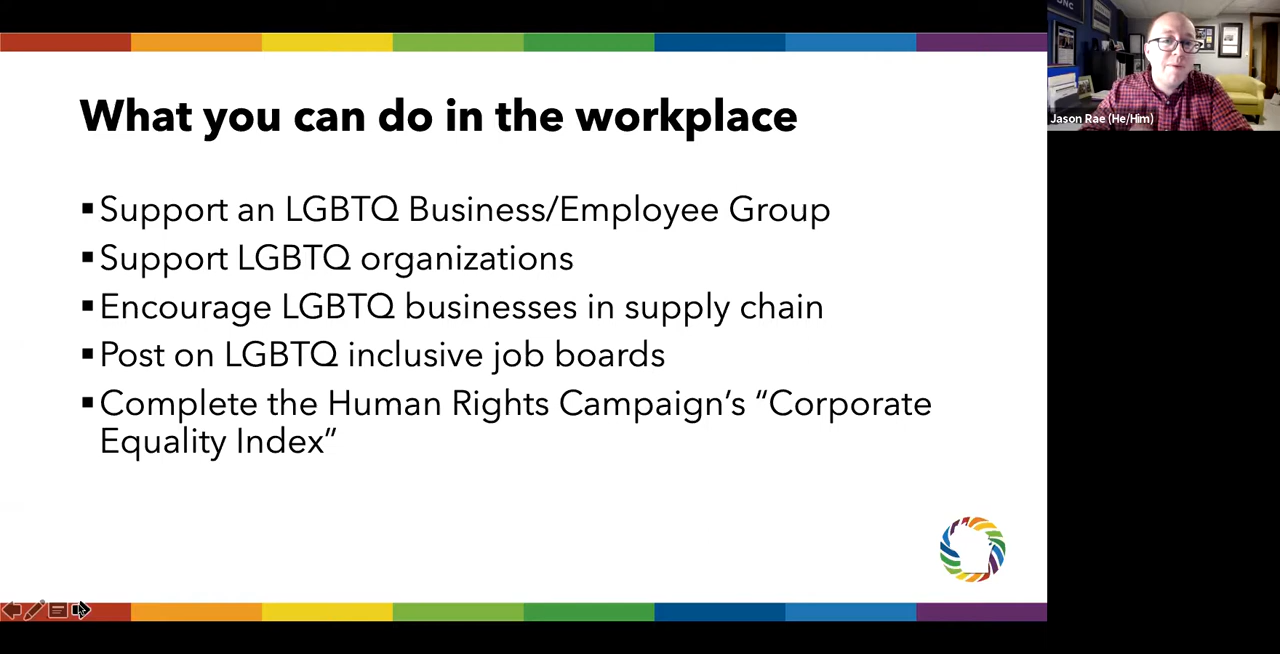 What you can do in the workplace
▪Support an LGBTQ Business/Employee Group
▪Support LGBTQ organizations
▪Encourage LGBTQ businesses in supply chain
▪Post on LGBTQ inclusive job boards
▪Complete the Human Rights Campaign’s “Corporate
Equality Index”
Jason Rae (He/Him)